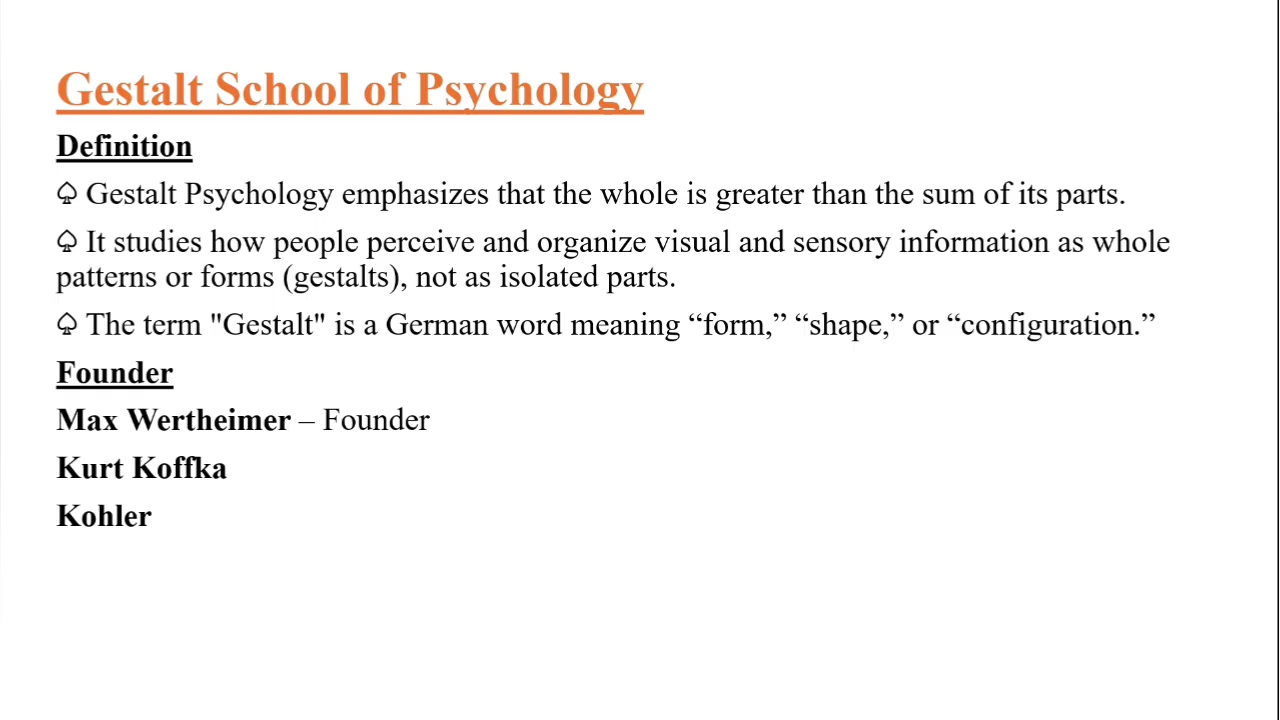 Gestalt School of Psychology
Definition
♤ Gestalt Psychology emphasizes that the whole is greater than the sum of its parts.
♤ It studies how people perceive and organize visual and sensory information as whole
patterns or forms (gestalts), not as isolated parts.
♤ The term "Gestalt" is a German word meaning “form,” “shape,” or “configuration.”
Founder
Max Wertheimer – Founder
Kurt Koffka
Kohler